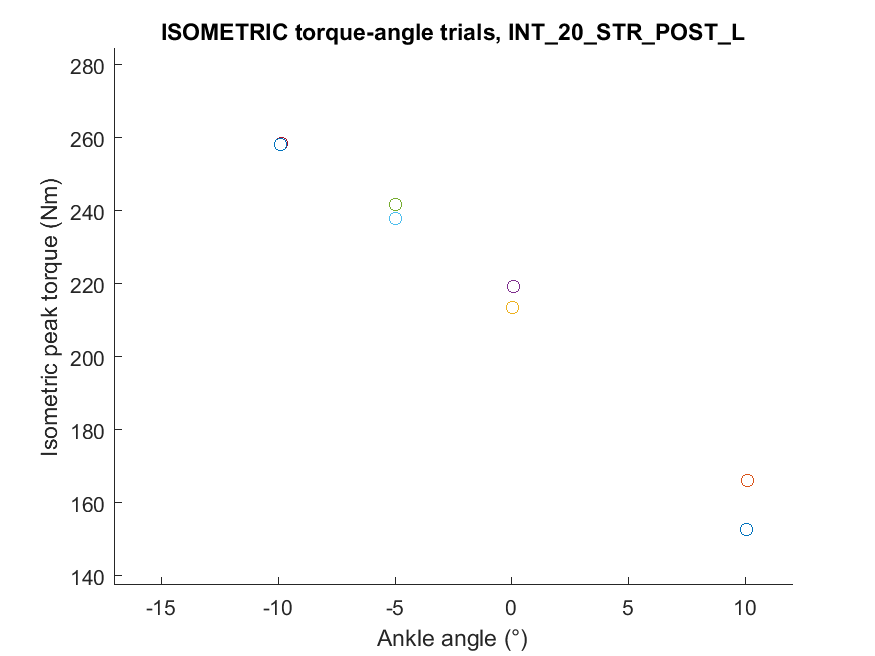 ISOMETRIC torque-angle trials, INT_20_STR_POST_L
280
260
240
220
200
180
160
140
Isometric peak torque (Nm)
-15 -10 -5 0 5 10
Ankle angle (°)